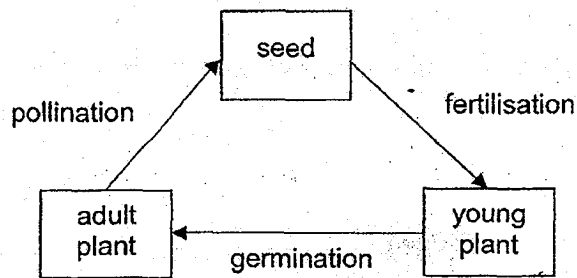 seed
pollination
fertilisation
adult
plant
young
plant
germination